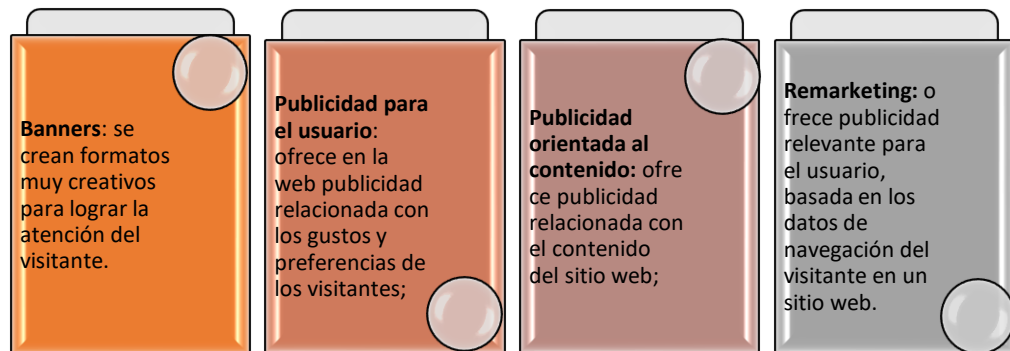 Banners: se
crean formatos
muy creativos
para lograr la
atención del
visitante.
Publicidad para
el usuario:
ofrece en la
web publicidad
relacionada con
los gustos y
preferencias de
los visitantes;
Publicidad
orientada al
contenido: ofre
ce publicidad
relacionada con
el contenido
del sitio web;
Remarketing: o
frece publicidad
relevante para
el usuario,
basada en los
datos de
navegación del
visitante en un
sitio web.